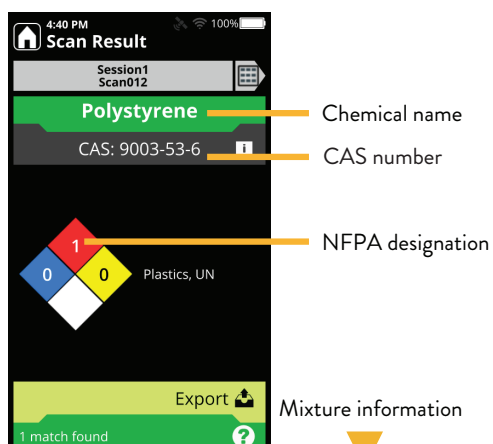 4:40 PM
100%
Scan Result
Session1
Scan012
Polystyrene
Chemical name
CAS: 9003-53-6
i
CAS number
1
NFPA designation
0
0
Plastics, UN
Export
Mixture information
1 match found
?